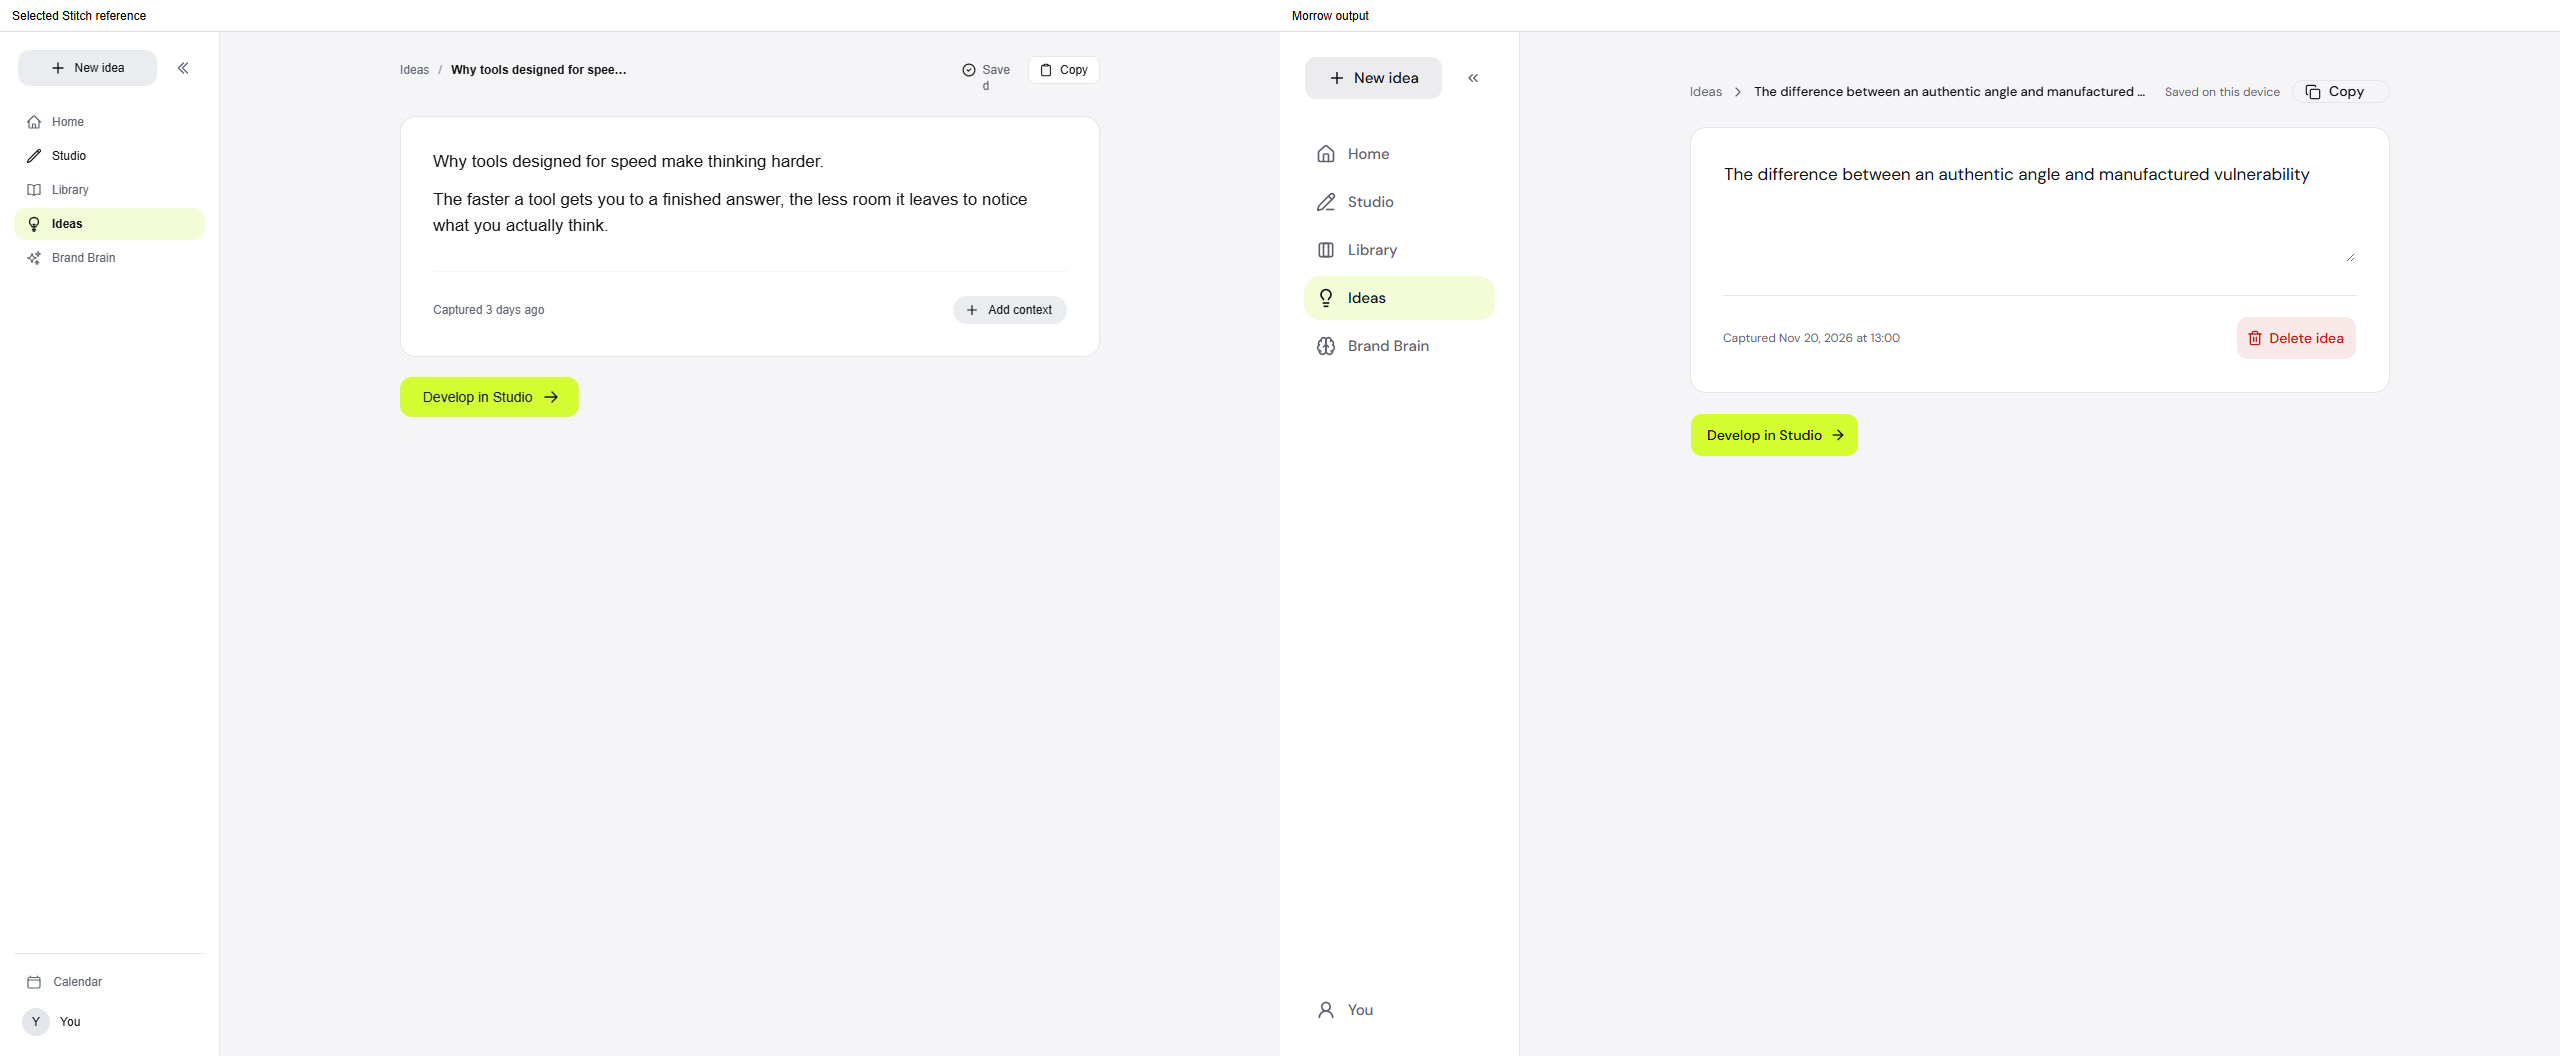 Selected Stitch reference
New idea
Home
Studio
Library
Ideas
Brand Brain
Calendar
Y
You
Ideas / Why tools designed for spee...
Save
d
Copy
Why tools designed for speed make thinking harder.
The faster a tool gets you to a finished answer, the less room it leaves to notice
what you actually think.
Captured 3 days ago
Add context
Develop in Studio
Morrow output
New idea
Home
Studio
Library
Ideas
Brand Brain
You
Ideas The difference between an authentic angle and manufactured ...
Saved on this device
Copy
The difference between an authentic angle and manufactured vulnerability
Captured Nov 20, 2026 at 13:00
Delete idea
Develop in Studio